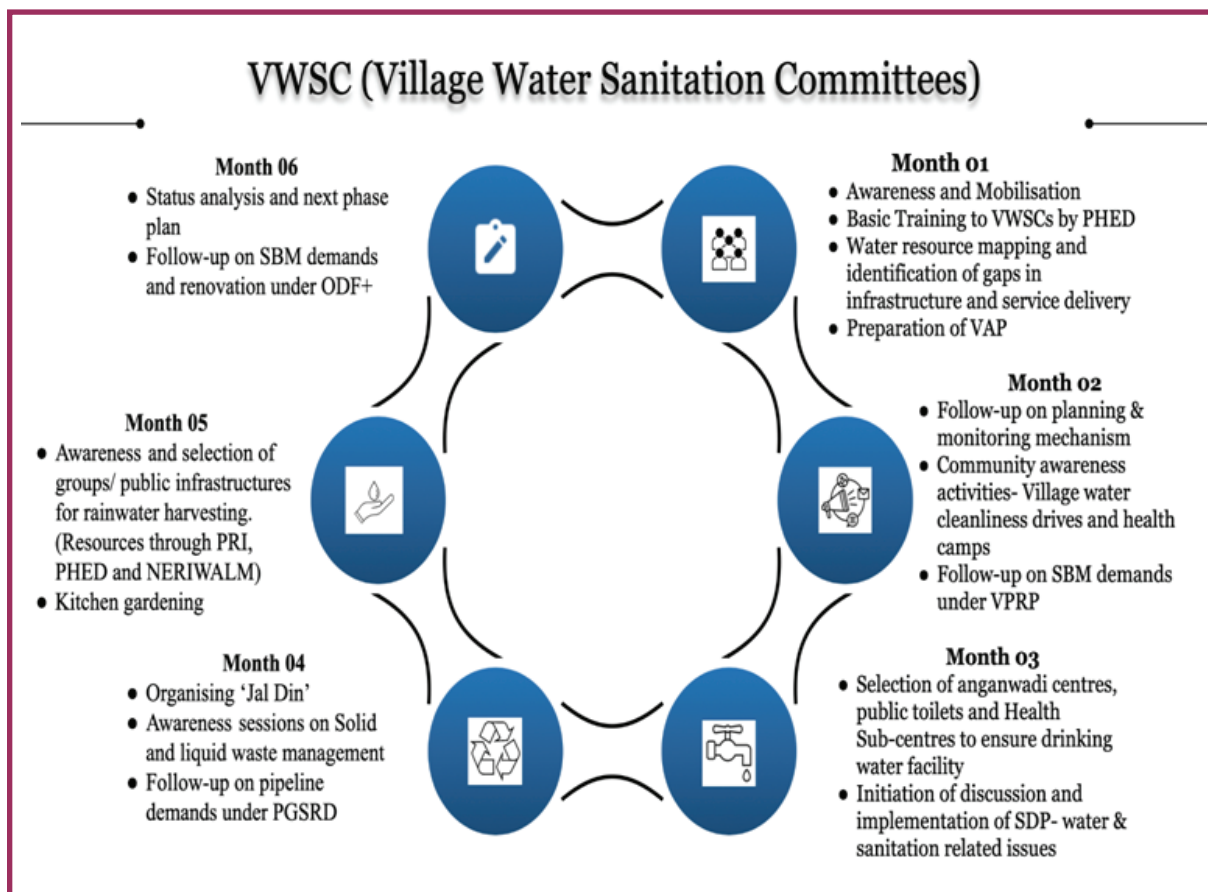 VWSC (Village Water Sanitation Committees)
Month 01
● Awareness and Mobilisation
● Basic Training to VWSCs by PHED
● Water resource mapping and
identification of gaps in
infrastructure and service delivery
● Preparation of VAP
Month 02
● Follow-up on planning &
monitoring mechanism
● Community awareness
activities- Village water
cleanliness drives and health
camps
● Follow-up on SBM demands
under VPRP
Month 03
● Selection of anganwadi centres,
public toilets and Health
Sub-centres to ensure drinking
water facility
● Initiation of discussion and
implementation of SDP- water &
sanitation related issues
Month 04
● Organising ‘Jal Din’
● Awareness sessions on Solid
and liquid waste management
● Follow-up on pipeline
demands under PGSRD
Month 05
● Awareness and selection of
groups/ public infrastructures
for rainwater harvesting.
(Resources through PRI,
PHED and NERIWALM)
● Kitchen gardening
Month 06
● Status analysis and next phase
plan
● Follow-up on SBM demands
and renovation under ODF+